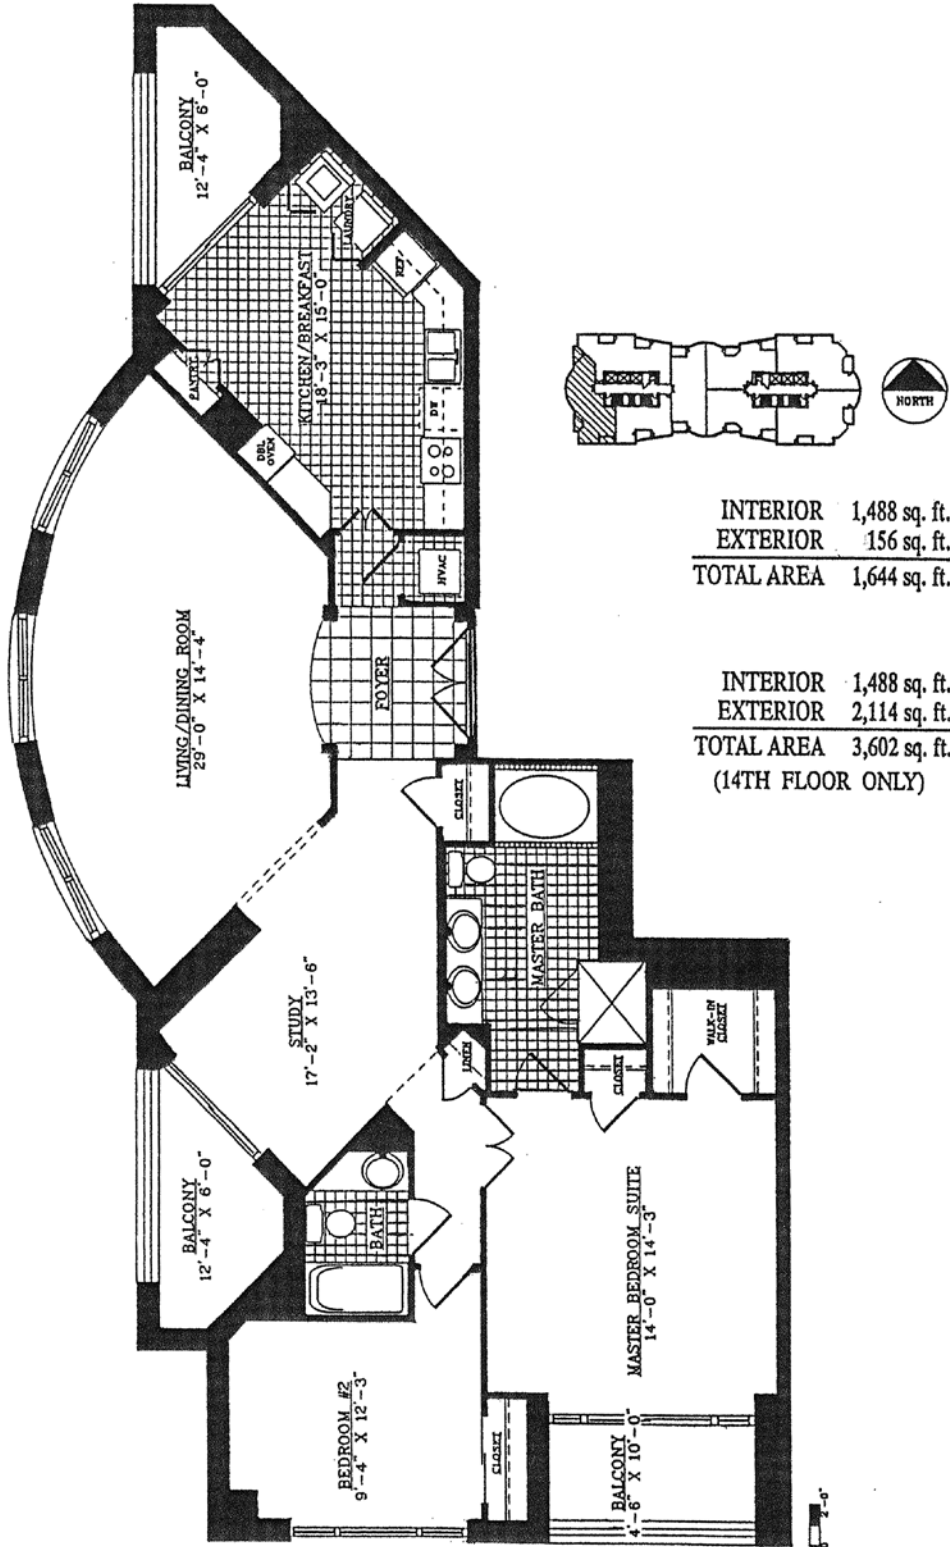 BALCONY
12'-4" X 6'-0"
KITCHEN/BREAKFAST
18'-3" X 15'-0"
LAUNDRY
REF
PANTRY
DBL
OVEN
DW
HVAC
NORTH
LIVING/DINING ROOM
29'-0" X 14'-4"
FOYER
INTERIOR 1,488 sq. ft.
EXTERIOR 156 sq. ft.
TOTAL AREA 1,644 sq. ft.
INTERIOR 1,488 sq. ft.
EXTERIOR 2,114 sq. ft.
TOTAL AREA 3,602 sq. ft.
(14TH FLOOR ONLY)
CLOSET
MASTER BATH
STUDY
17'-2" X 13'-6"
LINEN
CLOSET
WALK-IN
CLOSET
BALCONY
12'-4" X 6'-0"
BATH
MASTER BEDROOM SUITE
14'-0" X 14'-3"
BEDROOM #2
9'-4" X 12'-3"
CLOSET
BALCONY
4'-6" X 10'-0"
0 2'-0"